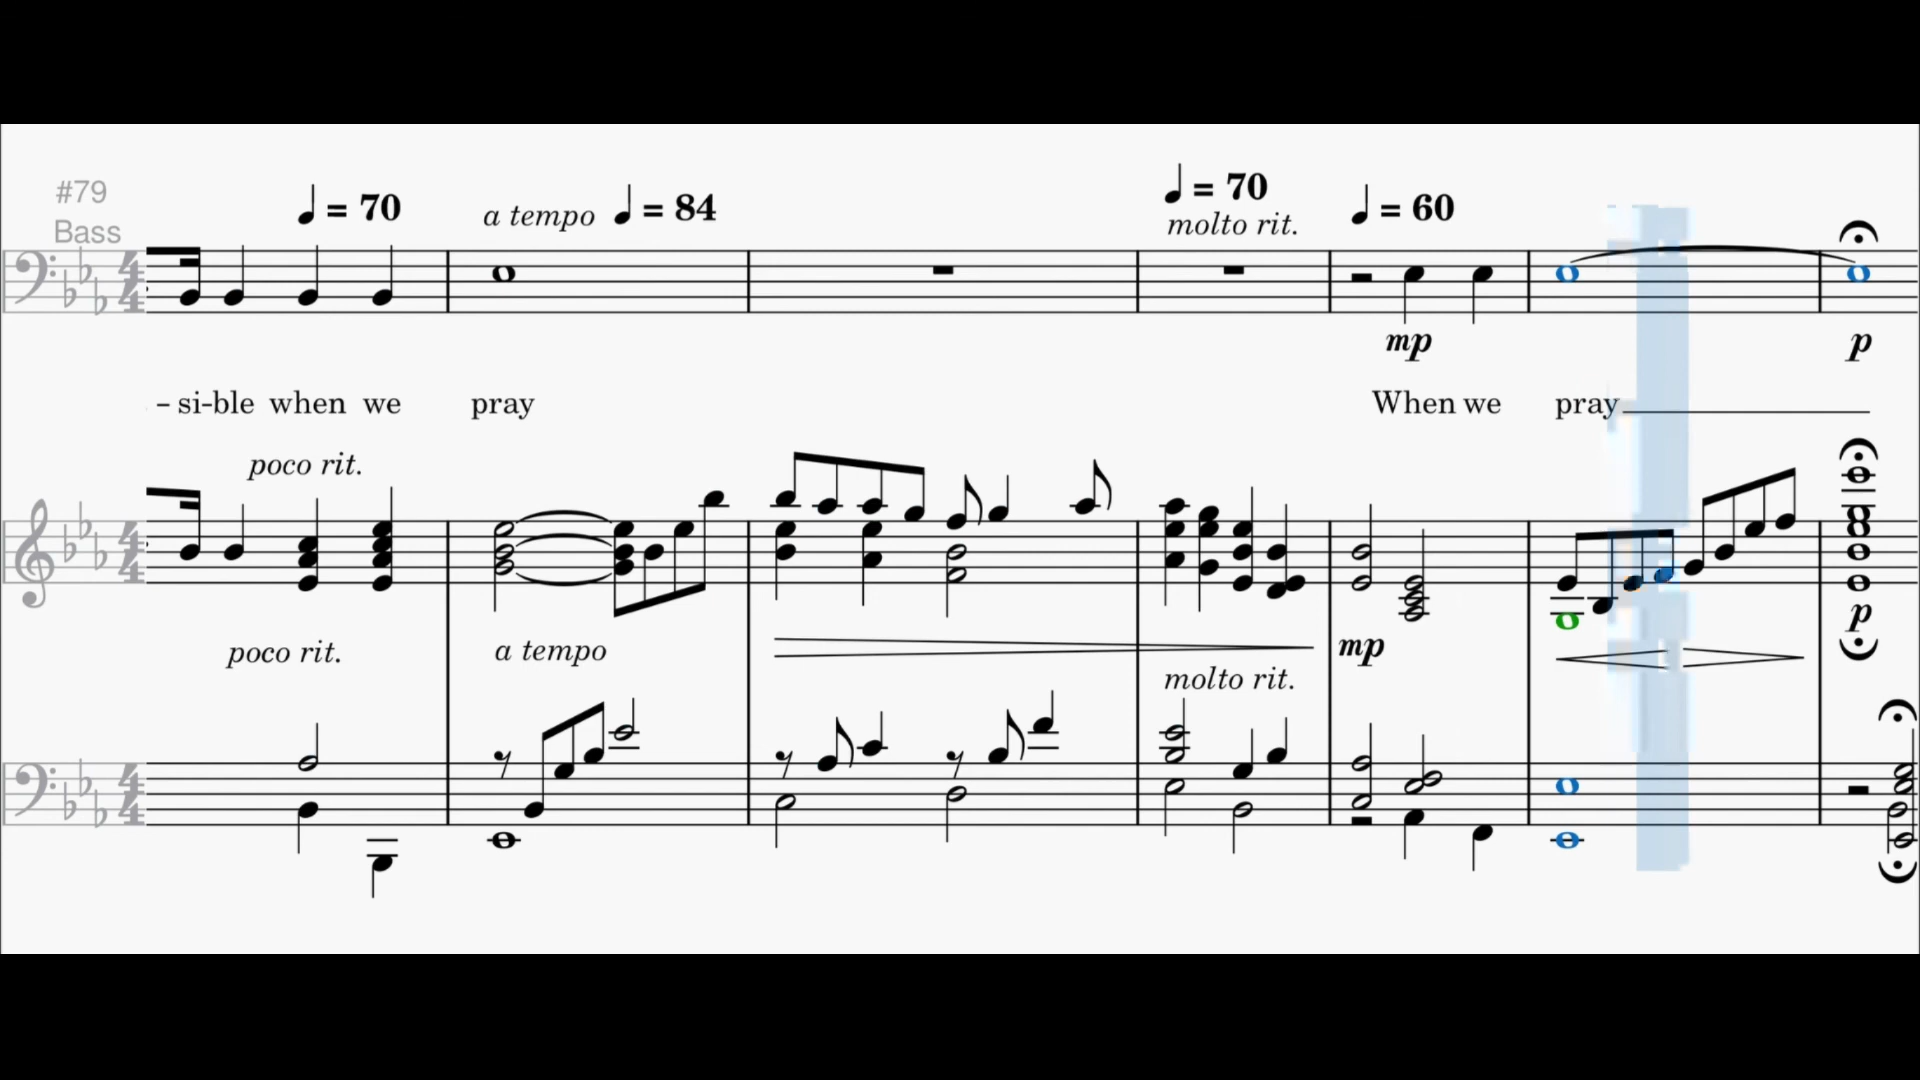 #79
Bass
♩ = 70
a tempo ♩ = 84
♩ = 70
molto rit.
♩ = 60
mp
p
- si-ble when we pray When we pray
poco rit.
poco rit.
a tempo
mp
p
molto rit.